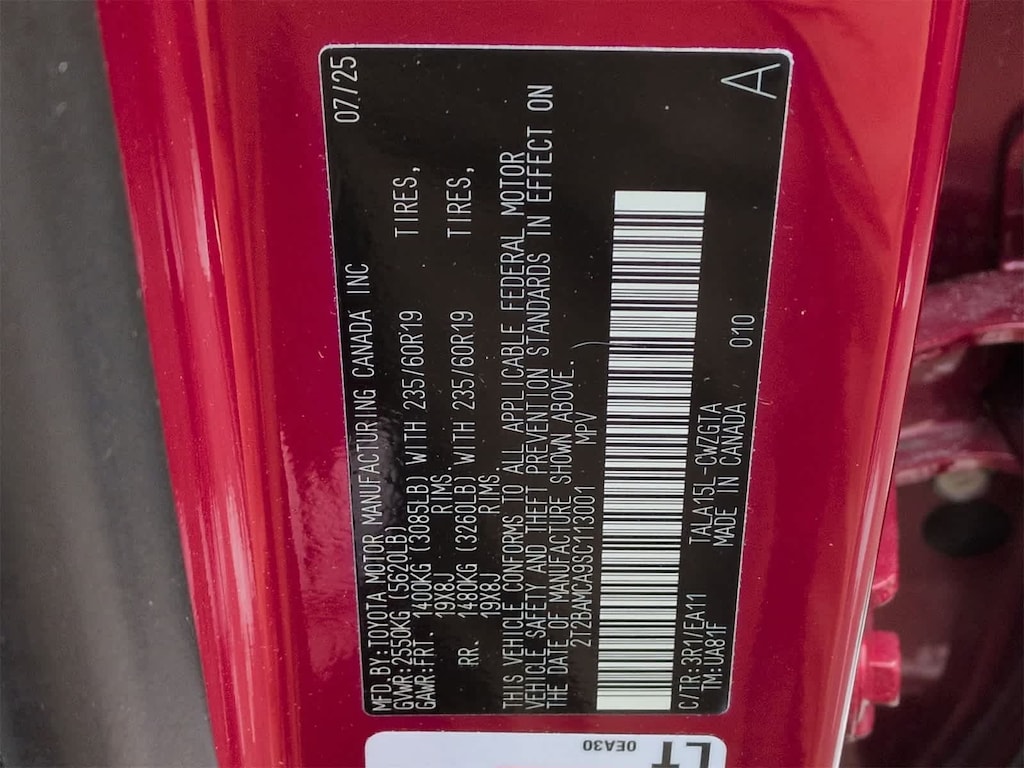 MFD.BY:TOYOTA MOTOR MANUFACTURING CANADA INC 07/25
GVWR:2550KG (5620LB)
GAWR:FRT. 1400KG (3085LB) WITH 235/60R19 TIRES,
19X8J RIMS.
RR. 1480KG (3260LB) WITH 235/60R19 TIRES,
19X8J RIMS.
THIS VEHICLE CONFORMS TO ALL APPLICABLE FEDERAL MOTOR
VEHICLE SAFETY AND THEFT PREVENTION STANDARDS IN EFFECT ON
THE DATE OF MANUFACTURE SHOWN ABOVE.
2T2BAMCA9SC113001 MPV
C/TR:3R1/EA11 TALA15L-CWZGTA 010
TM:UA81F MADE IN CANADA
A
LT
0EA30